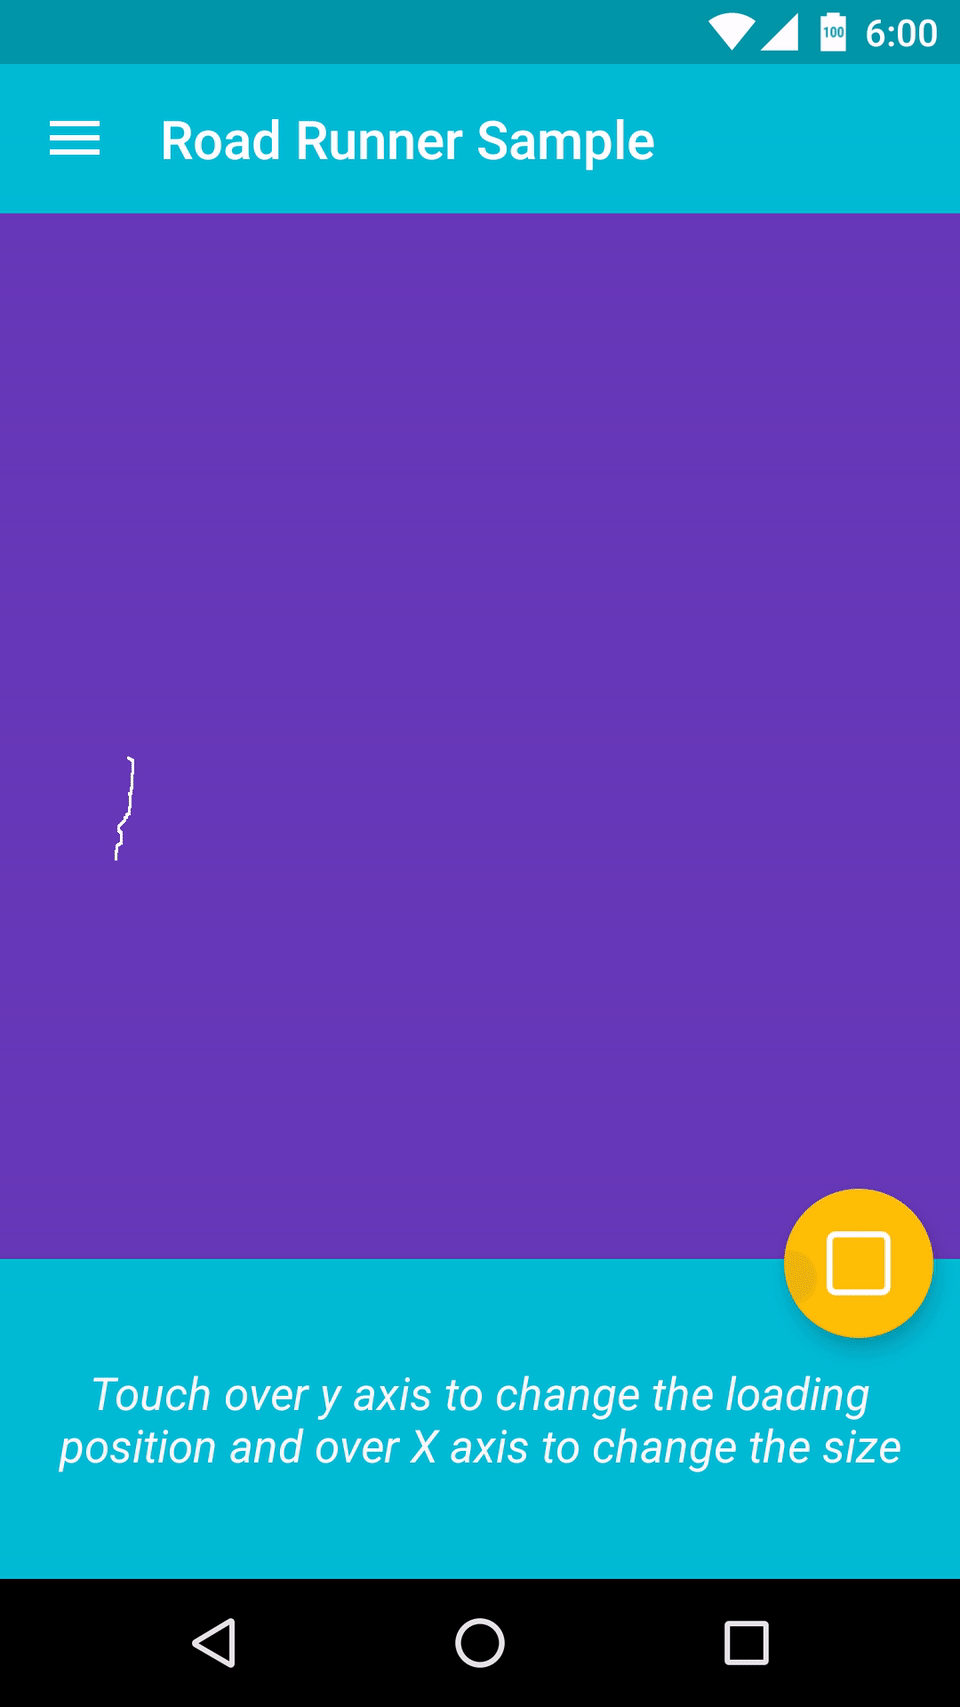 100 6:00
Road Runner Sample
Touch over y axis to change the loading
position and over X axis to change the size